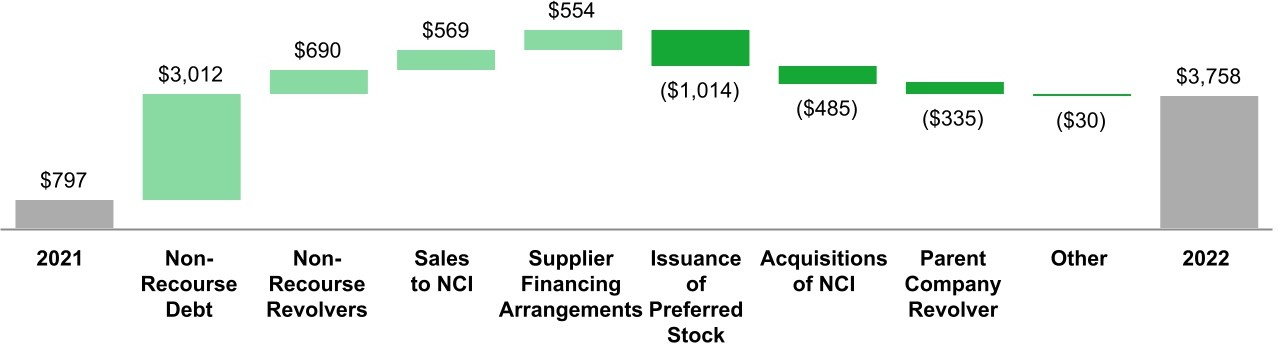 $797
$3,012
$690
$569
$554
($1,014)
($485)
($335)
($30)
$3,758
2021
Non-
Recourse
Debt
Non-
Recourse
Revolvers
Sales
to NCI
Supplier
Financing
Arrangements
Issuance
of
Preferred
Stock
Acquisitions
of NCI
Parent
Company
Revolver
Other
2022